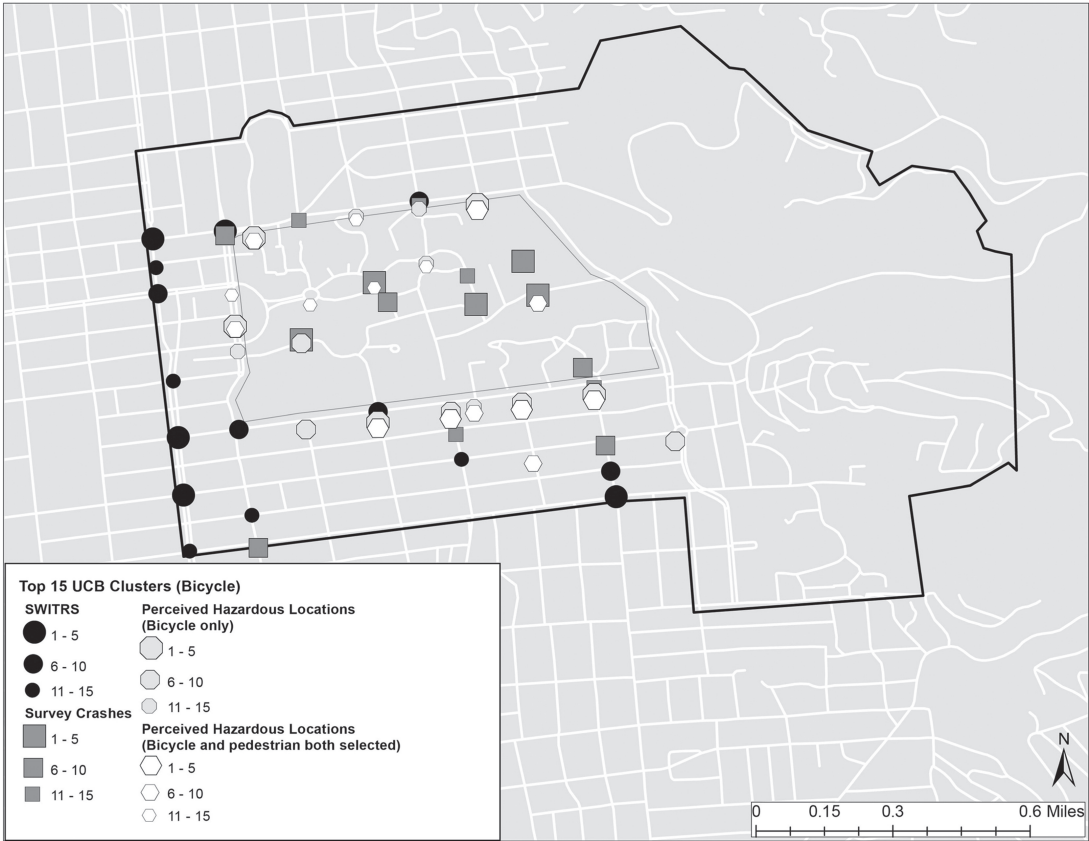 Top 15 UCB Clusters (Bicycle)
SWITRS
1 - 5
6 - 10
11 - 15
Survey Crashes
1 - 5
6 - 10
11 - 15
Perceived Hazardous Locations
(Bicycle only)
1 - 5
6 - 10
11 - 15
Perceived Hazardous Locations
(Bicycle and pedestrian both selected)
1 - 5
6 - 10
11 - 15
N
0 0.15 0.3 0.6 Miles